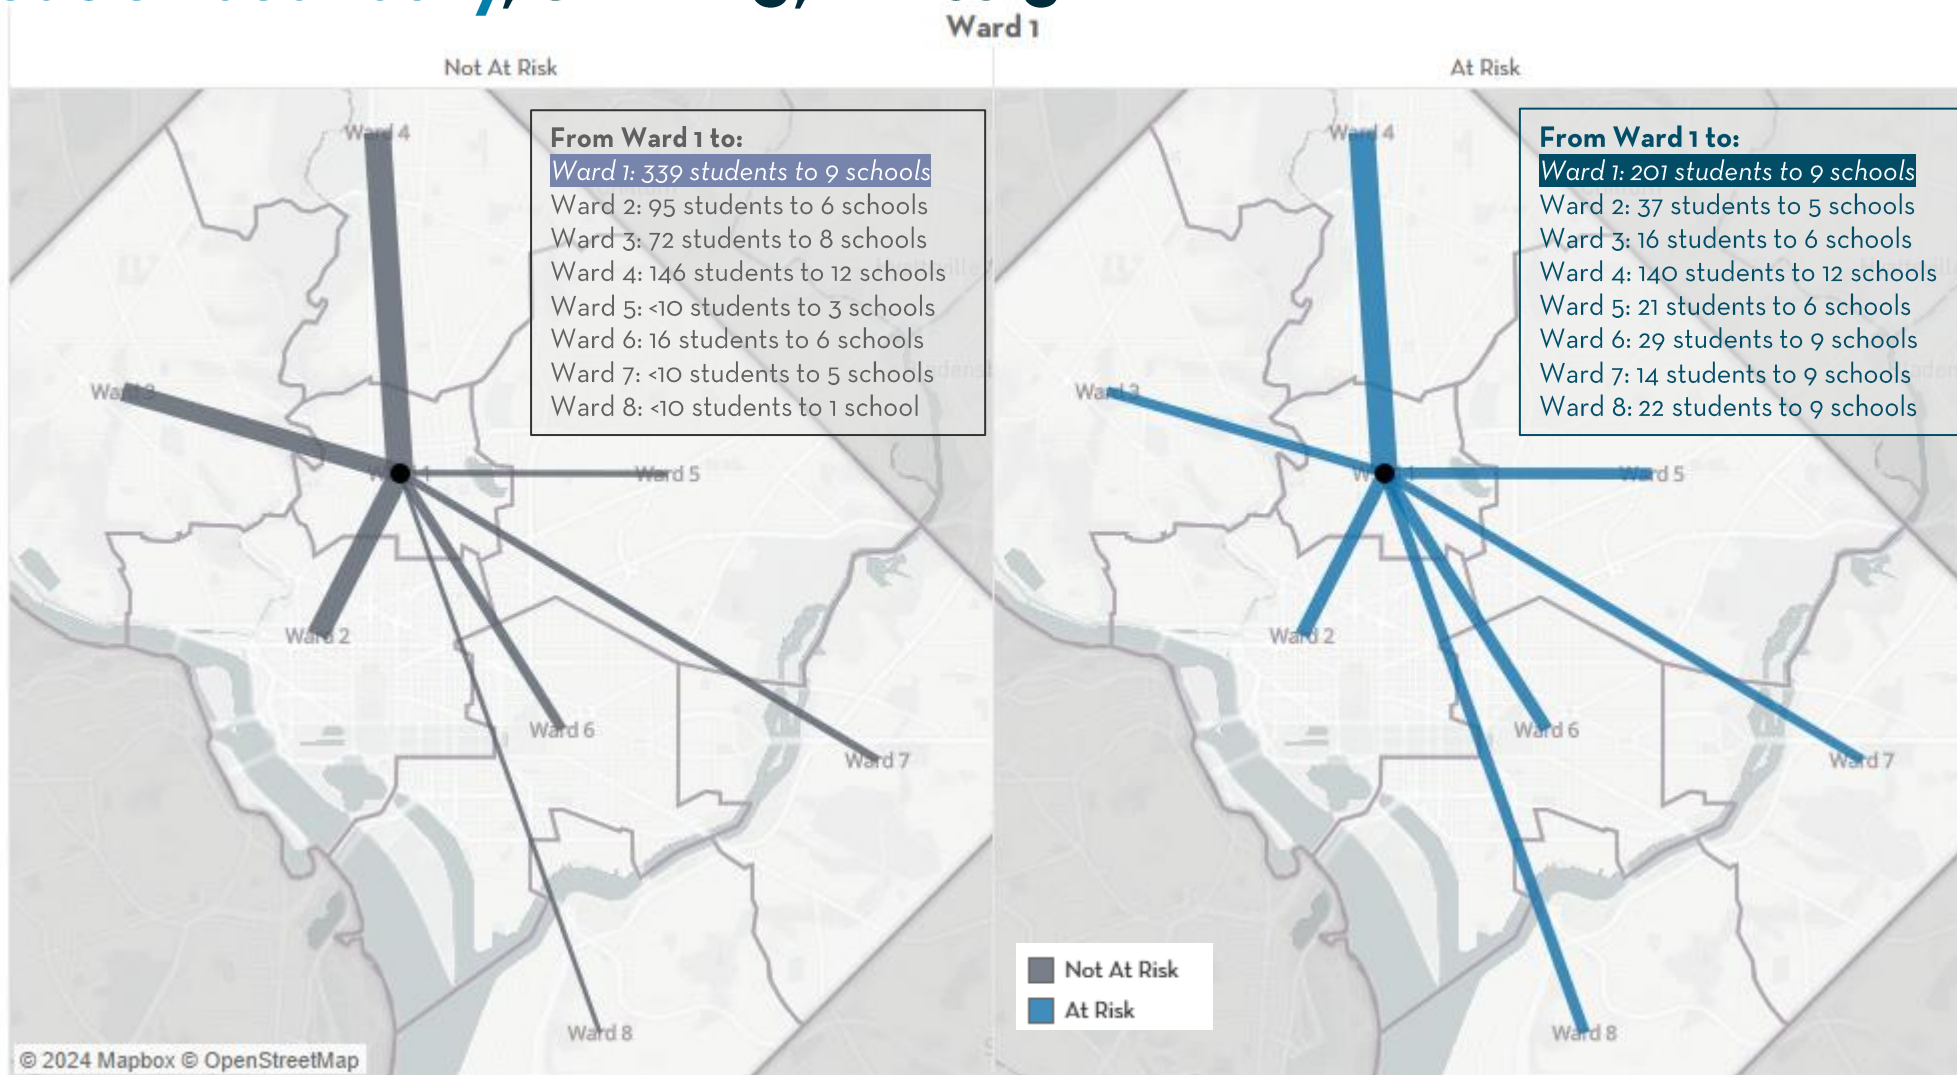 Ward 1
Not At Risk
At Risk
Ward 4
From Ward 1 to:
Ward 1: 339 students to 9 schools
Ward 2: 95 students to 6 schools
Ward 3: 72 students to 8 schools
Ward 4: 146 students to 12 schools
Ward 5: <10 students to 3 schools
Ward 6: 16 students to 6 schools
Ward 7: <10 students to 5 schools
Ward 8: <10 students to 1 school
Ward 3
Ward 5
Ward 2
Ward 6
Ward 7
Ward 8
© 2024 Mapbox © OpenStreetMap
Ward 4
From Ward 1 to:
Ward 1: 201 students to 9 schools
Ward 2: 37 students to 5 schools
Ward 3: 16 students to 6 schools
Ward 4: 140 students to 12 schools
Ward 5: 21 students to 6 schools
Ward 6: 29 students to 9 schools
Ward 7: 14 students to 9 schools
Ward 8: 22 students to 9 schools
Ward 3
Ward 5
Ward 2
Ward 6
Ward 7
Ward 8
Not At Risk
At Risk